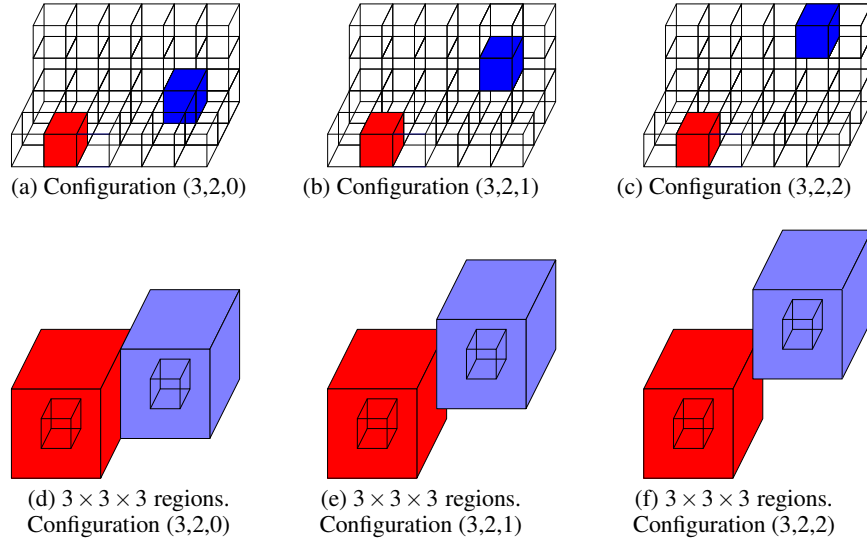 (a) Configuration (3,2,0)
(b) Configuration (3,2,1)
(c) Configuration (3,2,2)
(d) 3 × 3 × 3 regions.
Configuration (3,2,0)
(e) 3 × 3 × 3 regions.
Configuration (3,2,1)
(f) 3 × 3 × 3 regions.
Configuration (3,2,2)